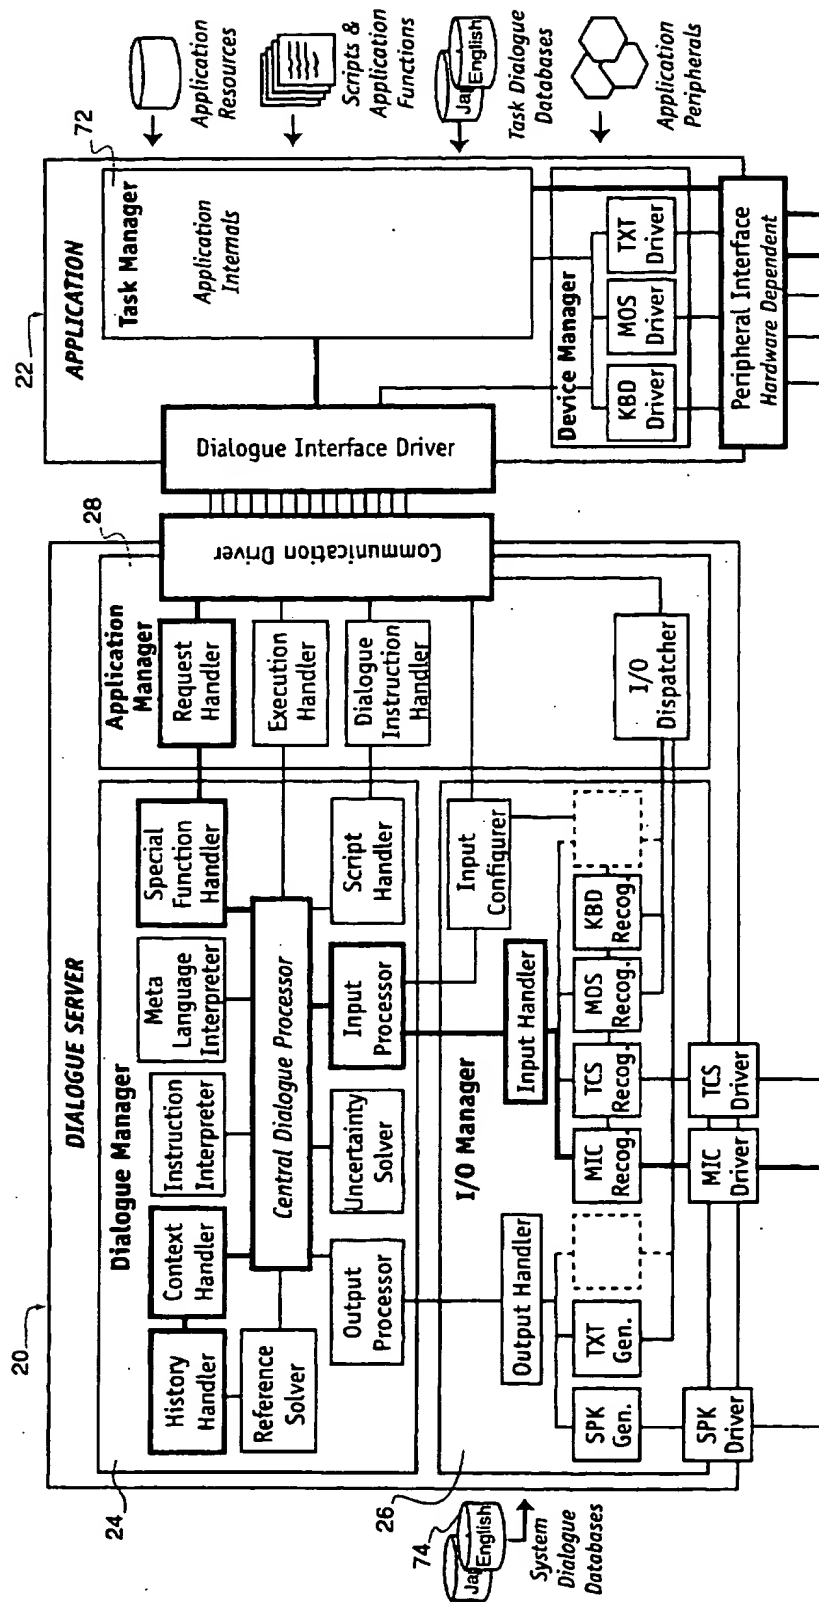 20
22
DIALOGUE SERVER
APPLICATION
24
Dialogue Manager
History
Handler
Context
Handler
Instruction
Interpreter
Meta
Language
Interpreter
Special
Function
Handler
Reference
Solver
Central Dialogue Processor
Output
Processor
Uncertainty
Solver
Input
Processor
Script
Handler
28
Application
Manager
Request
Handler
Execution
Handler
Dialogue
Instruction
Handler
Communication Driver
Dialogue Interface Driver
26
I/O Manager
Output Handler
Input Handler
Input
Configurer
I/O
Dispatcher
SPK
Gen.
TXT
Gen.
MIC
Recog.
TCS
Recog.
MOS
Recog.
KBD
Recog.
SPK
Driver
MIC
Driver
TCS
Driver
74
Jap
English
System
Dialogue
Databases
72
Task Manager
Application
Internals
Device Manager
KBD
Driver
MOS
Driver
TXT
Driver
Peripheral Interface
Hardware Dependent
Application
Resources
Scripts &
Application
Functions
Jap
English
Task Dialogue
Databases
Application
Peripherals